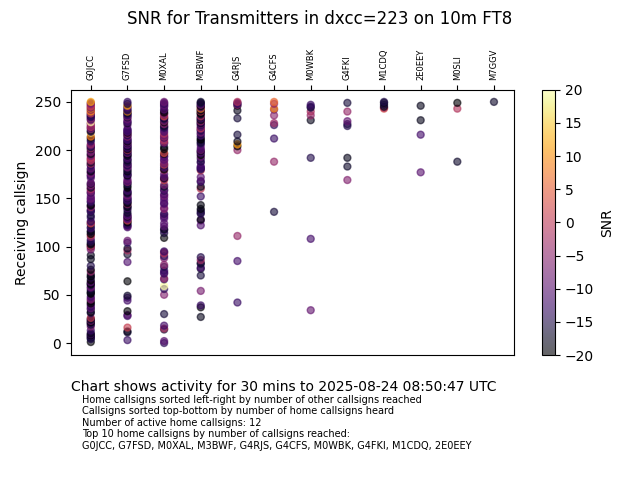 SNR for Transmitters in dxcc=223 on 10m FT8
G0JCC G7FSD M0XAL M3BWF G4RJS G4CFS M0WBK G4FKI M1CDQ 2E0EEY M0SLI M7GGV
250
200
150
100
50
0
Receiving callsign
20
15
10
5
0
−5
−10
−15
−20
SNR
Chart shows activity for 30 mins to 2025-08-24 08:50:47 UTC
Home callsigns sorted left-right by number of other callsigns reached
Callsigns sorted top-bottom by number of home callsigns heard
Number of active home callsigns: 12
Top 10 home callsigns by number of callsigns reached:
G0JCC, G7FSD, M0XAL, M3BWF, G4RJS, G4CFS, M0WBK, G4FKI, M1CDQ, 2E0EEY